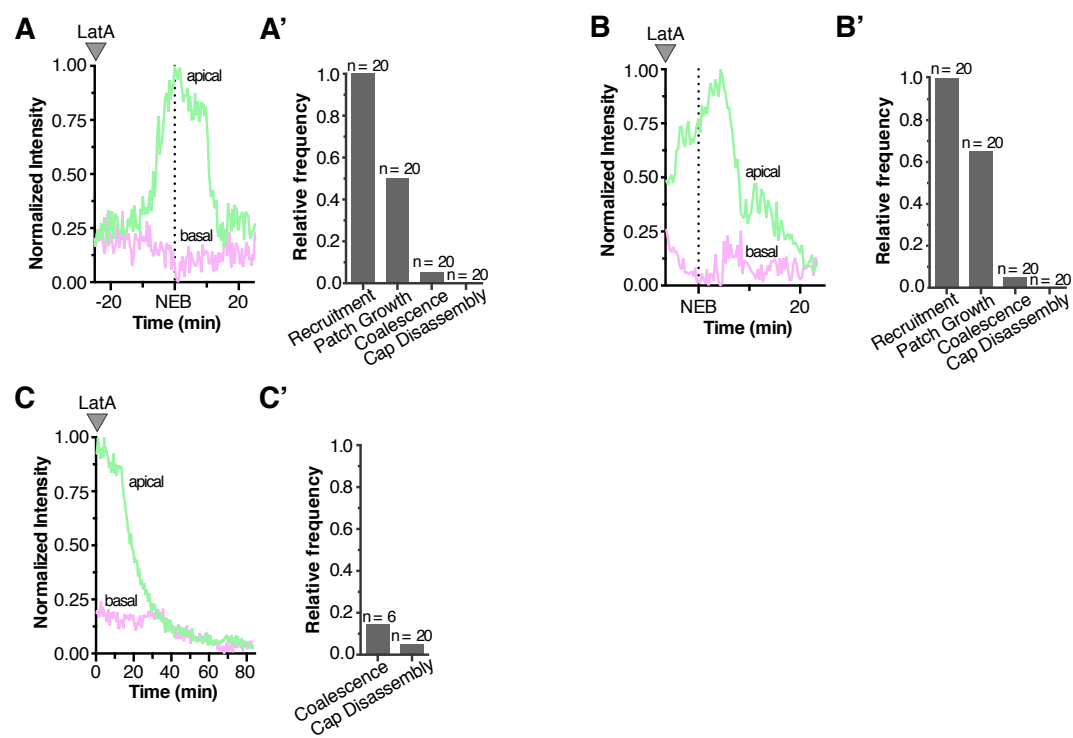 A
LatA
Normalized Intensity
1.00
0.75
0.50
0.25
0.00
apical
basal
-20
NEB
20
Time (min)
A’
Relative frequency
1.0
0.8
0.6
0.4
0.2
0.0
n = 20
n = 20
n = 20
n = 20
Recruitment
Patch Growth
Coalescence
Cap Disassembly
B
LatA
Normalized Intensity
1.00
0.75
0.50
0.25
0.00
apical
basal
NEB
20
Time (min)
B’
Relative frequency
1.0
0.8
0.6
0.4
0.2
0.0
n = 20
n = 20
n = 20
n = 20
Recruitment
Patch Growth
Coalescence
Cap Disassembly
C
LatA
Normalized Intensity
1.00
0.75
0.50
0.25
0.00
apical
basal
0
20
40
60
80
Time (min)
C’
Relative frequency
1.0
0.8
0.6
0.4
0.2
0.0
n = 6
n = 20
Coalescence
Cap Disassembly